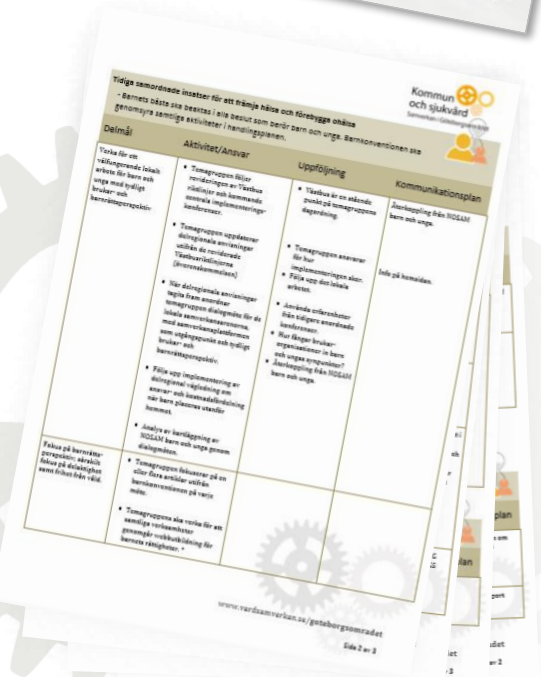 Kommun
och sjukvård
Samverkan i Göteborgsområdet
Tidiga samordnade insatser för att främja hälsa och förebygga ohälsa
- Barnets bästa ska beaktas i alla beslut som berör barn och unga. Barnkonventionen ska
genomsyra samtliga aktiviteter i handlingsplanen.
Delmål
Aktivitet/Ansvar
Uppföljning
Kommunikationsplan
Verka för ett
välfungerande lokalt
arbete för barn och
unga med tydligt
brukar- och
barnrättsperspektiv
• Temagruppen följer
revideringen av Västbus
riktlinjer och kommande
centrala implementerings-
konferenser.
• Temagruppen uppdaterar
delregionala anvisningar
utifrån de reviderade
Västbusriktlinjerna
(överenskommelsen)
• När delregionala anvisningar
tagits fram anordnar
temagruppen dialogmöte för de
lokala samverkansarenorna,
med samverkansplattformen
som utgångspunkt och tydligt
brukar- och
barnrättsperspektiv.
• Följa upp implementering av
delregional vägledning om
ansvar- och kostnadsfördelning
när barn placeras utanför
hemmet.
• Analys av kartläggning av
NOSAM barn och unga genom
dialogmöten.
• Västbus är en stående
punkt på temagruppens
dagordning.
• Temagruppen ansvarar
för hur
implementeringen sker.
• Följa upp det lokala
arbetet.
• Använda erfarenheter
från tidigare anordnade
konferenser.
• Hur fångar brukar-
organisationer in barn
och ungas synpunkter?
• Återkoppling från NOSAM
barn och unga.
Återkoppling från NOSAM
barn och unga.
Info på hemsidan.
Fokus på barnrätts-
perspektiv; särskilt
fokus på delaktighet
samt frihet från våld.
• Temagruppen fokuserar på en
eller flera artiklar utifrån
barnkonventionen på varje
möte.
• Temagruppens ska verka för att
samtliga verksamheter
genomgår webbutbildning för
barnets rättigheter. *
www.vardsamverkan.se/goteborgsomradet
Side 2 av 3
plan
plan